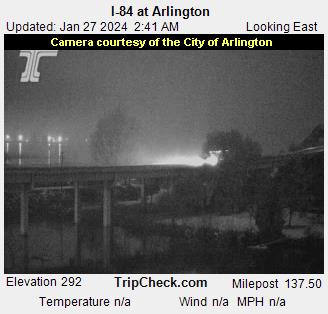 I-84 at Arlington
Updated: Jan 27 2024 2:41 AM Looking East
Camera courtesy of the City of Arlington
Elevation 292 TripCheck.com Milepost 137.50
Temperature n/a Wind n/a MPH n/a